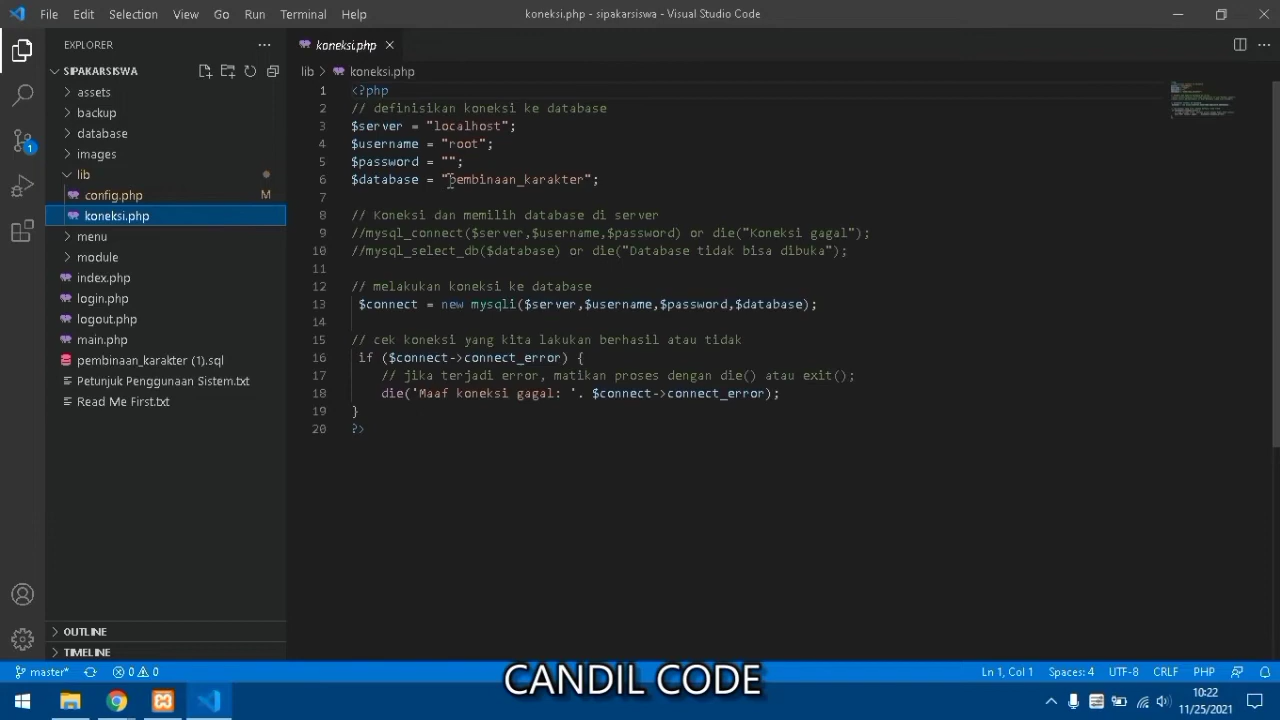 File Edit Selection View Go Run Terminal Help
koneksi.php - sipakarsiswa - Visual Studio Code
EXPLORER
SIPAKARSISWA
assets
backup
database
images
lib
config.php M
koneksi.php
menu
module
index.php
login.php
logout.php
main.php
pembinaan_karakter (1).sql
Petunjuk Penggunaan Sistem.txt
Read Me First.txt
OUTLINE
TIMELINE
1
koneksi.php
lib > koneksi.php
1 <?php
2 // definisikan koneksi ke database
3 $server = "localhost";
4 $username = "root";
5 $password = "";
6 $database = "pembinaan_karakter";
7
8 // Koneksi dan memilih database di server
9 //mysql_connect($server,$username,$password) or die("Koneksi gagal");
10 //mysql_select_db($database) or die("Database tidak bisa dibuka");
11
12 // melakukan koneksi ke database
13 $connect = new mysqli($server,$username,$password,$database);
14
15 // cek koneksi yang kita lakukan berhasil atau tidak
16 if ($connect->connect_error) {
17 // jika terjadi error, matikan proses dengan die() atau exit();
18 die('Maaf koneksi gagal: '. $connect->connect_error);
19 }
20 ?>
master* 0 0
Ln 1, Col 1 Spaces: 4 UTF-8 CRLF PHP
CANDIL CODE
10:22
11/25/2021